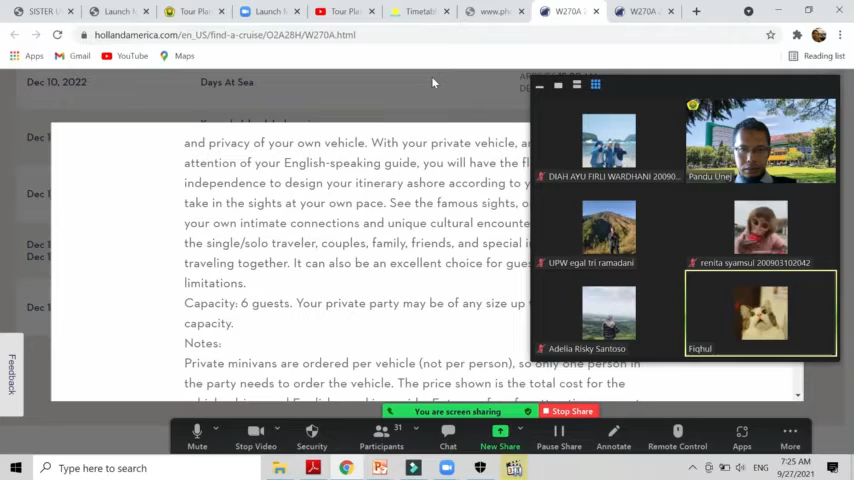 SISTER U
Launch M
Tour Plan
Launch M
Tour Plan
Timetabl
www.pho
W270A
W270A
hollandamerica.com/en_US/find-a-cruise/O2A28H/W270A.html
Apps
Gmail
YouTube
Maps
Reading list
Dec 10, 2022
Days At Sea
Dec 1
Dec 1
Dec 1
Dec 1
Dec 1
and privacy of your own vehicle. With your private vehicle, a
attention of your English-speaking guide, you will have the fl
independence to design your itinerary ashore according to y
take in the sights at your own pace. See the famous sights, o
your own intimate connections and unique cultural encounte
the single/solo traveler, couples, family, friends, and special i
traveling together. It can also be an excellent choice for gues
limitations.
Capacity: 6 guests. Your private party may be of any size up
capacity.
Notes:
Private minivans are ordered per vehicle (not per person), so only one person in
the party needs to order the vehicle. The price shown is the total cost for the
Feedback
DIAH AYU FIRLI WARDHANI 20090...
Pandu Unej
UPW egal tri ramadani
renita syamsul 200903102042
Adelia Risky Santoso
Fiqhul
You are screen sharing
Stop Share
Mute
Stop Video
Security
Participants
31
Chat
New Share
Pause Share
Annotate
Remote Control
Apps
More
Type here to search
ENG
7:25 AM
9/27/2021